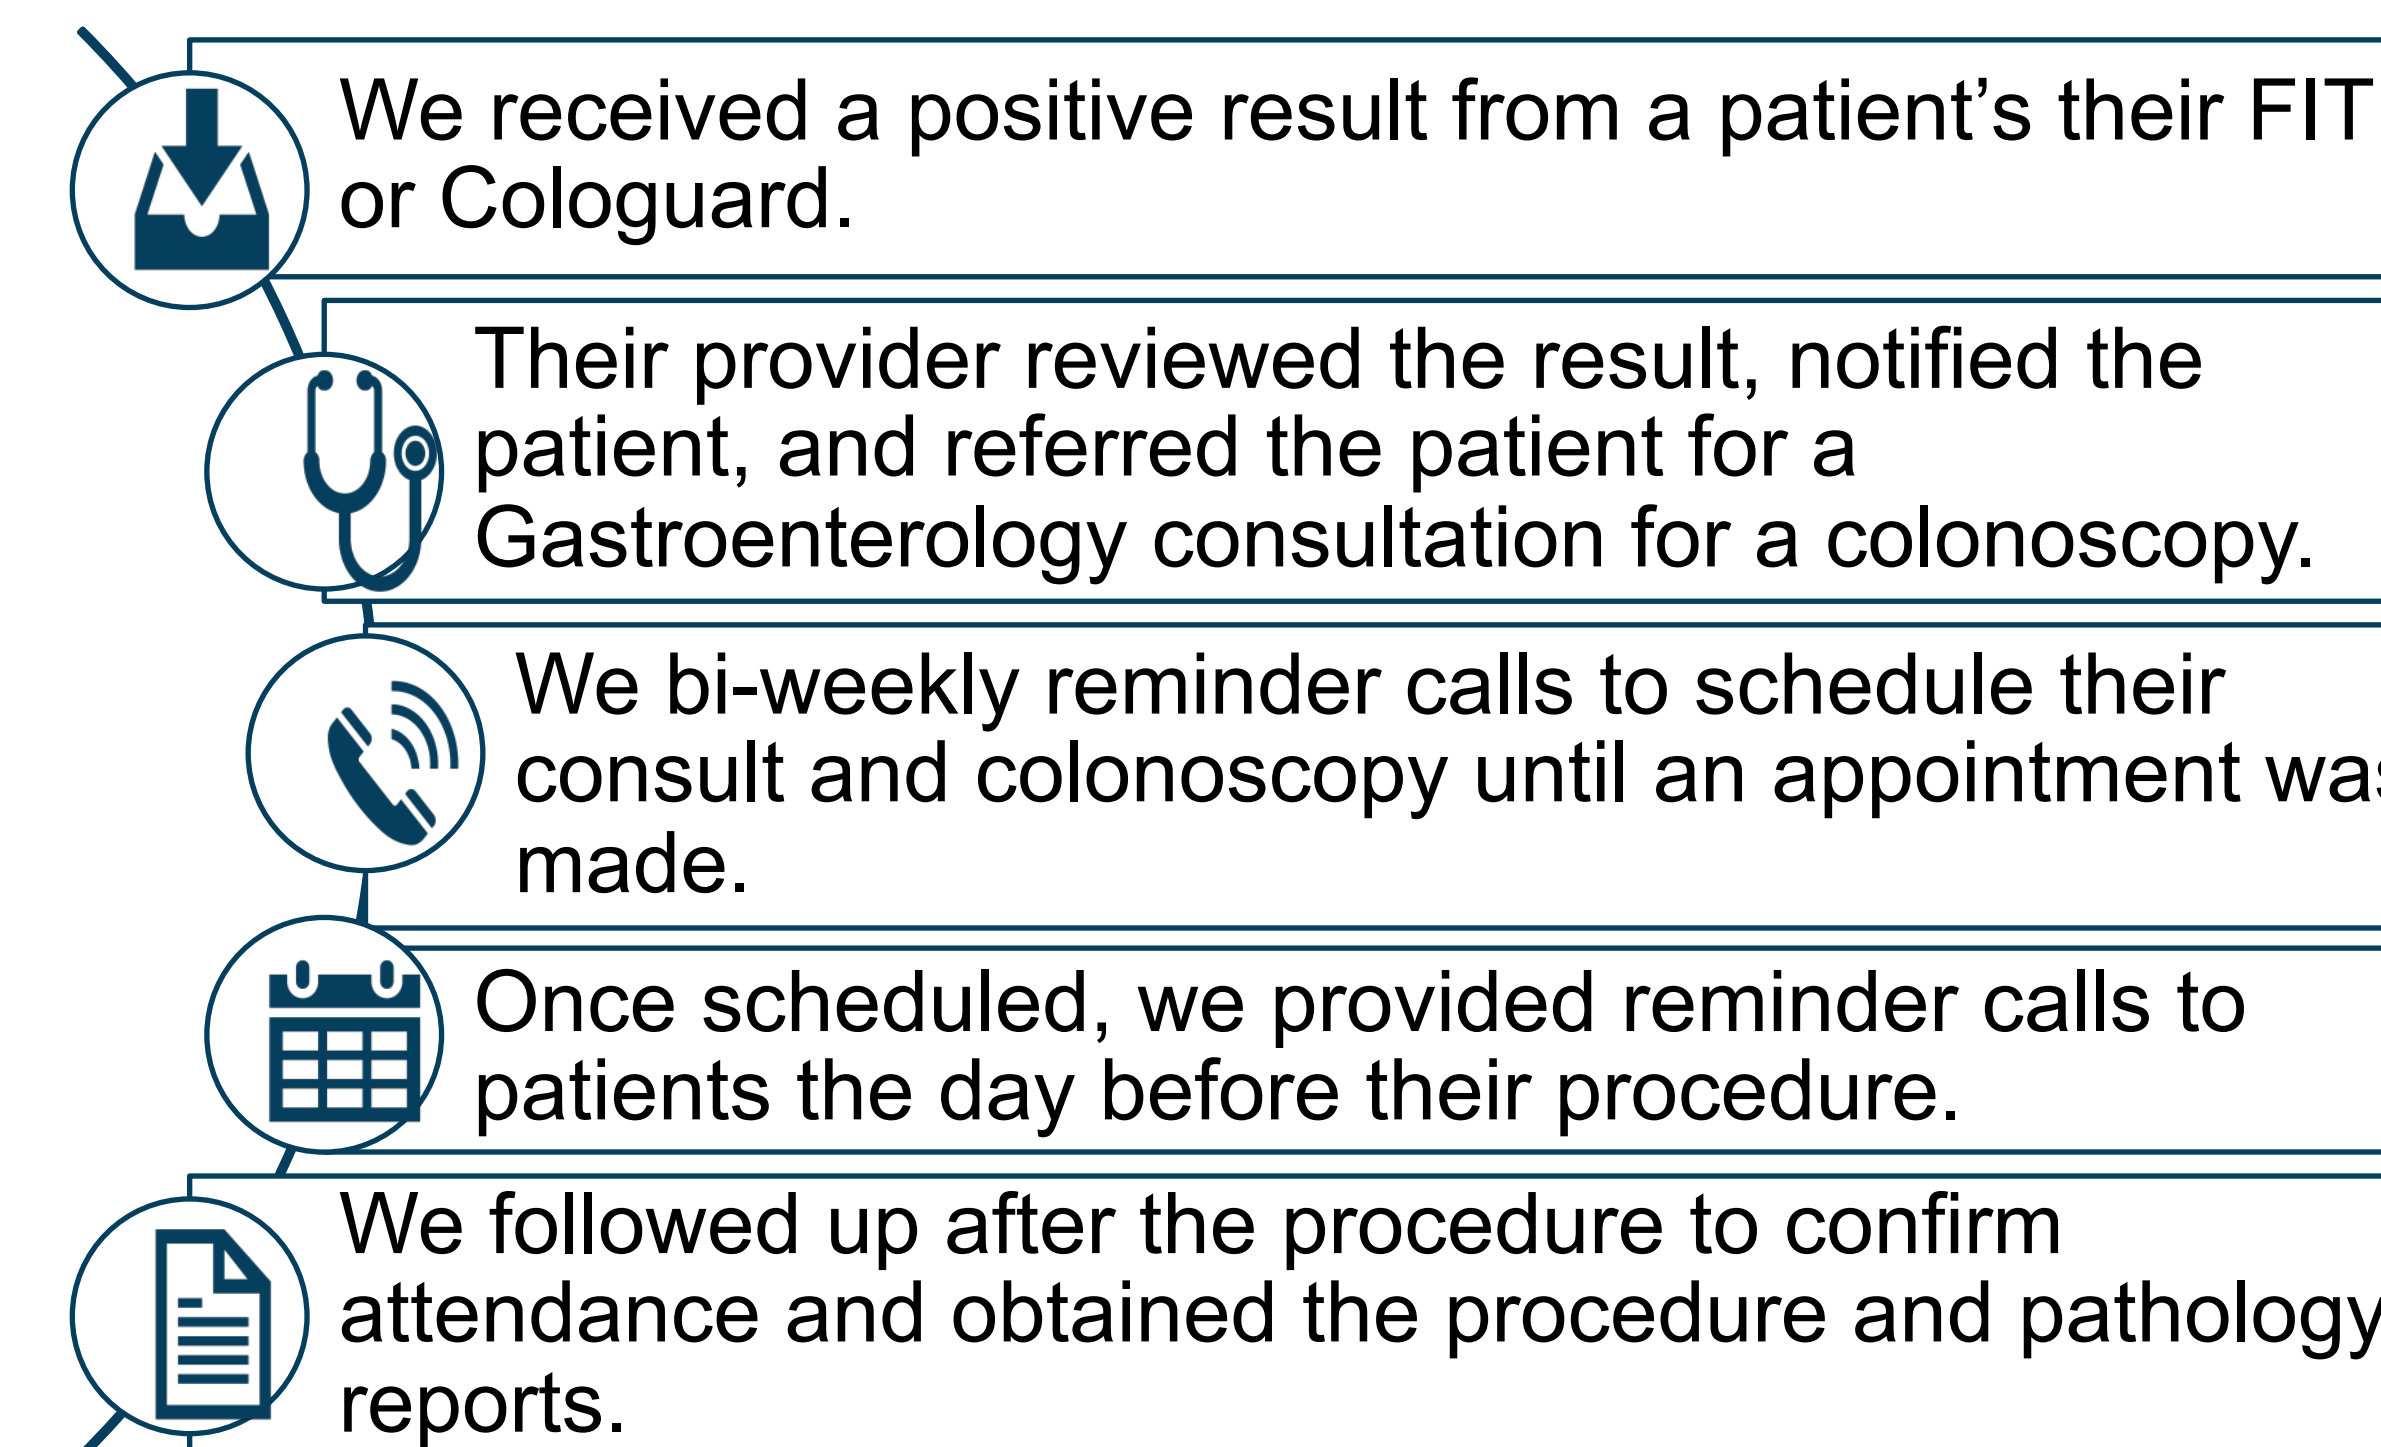 We received a positive result from a patient’s their FIT
or Cologuard.
Their provider reviewed the result, notified the
patient, and referred the patient for a
Gastroenterology consultation for a colonoscopy.
We bi-weekly reminder calls to schedule their
consult and colonoscopy until an appointment was
made.
Once scheduled, we provided reminder calls to
patients the day before their procedure.
We followed up after the procedure to confirm
attendance and obtained the procedure and pathology
reports.